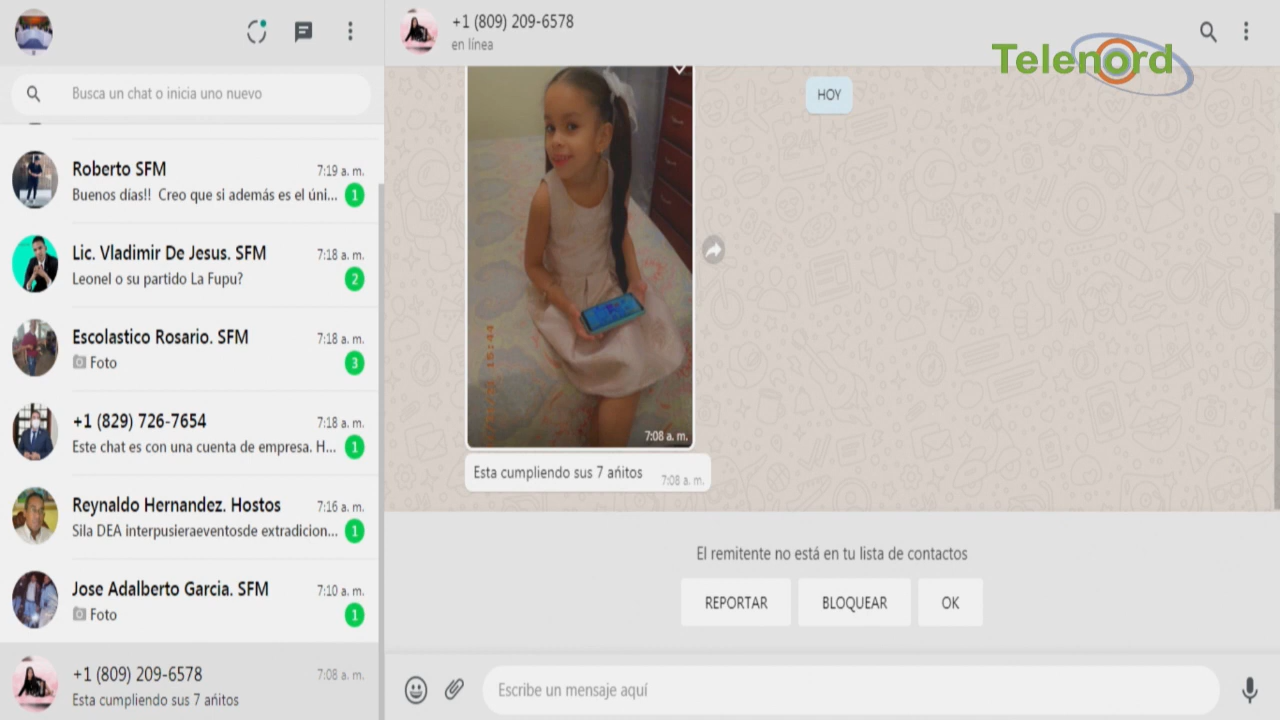 Busca un chat o inicia uno nuevo
Roberto SFM
7:19 a. m.
Buenos días!! Creo que si además es el úni...
1
Lic. Vladimir De Jesus. SFM
7:18 a. m.
Leonel o su partido La Fupu?
2
Escolastico Rosario. SFM
7:18 a. m.
Foto
3
+1 (829) 726-7654
7:18 a. m.
Este chat es con una cuenta de empresa. H...
1
Reynaldo Hernandez. Hostos
7:16 a. m.
Sila DEA interpusieraeventosde extradicion...
1
Jose Adalberto Garcia. SFM
7:10 a. m.
Foto
1
+1 (809) 209-6578
7:08 a. m.
Esta cumpliendo sus 7 añitos
+1 (809) 209-6578
en línea
Telenord
HOY
7:08 a. m.
Esta cumpliendo sus 7 añitos
7:08 a. m.
El remitente no está en tu lista de contactos
REPORTAR
BLOQUEAR
OK
Escribe un mensaje aquí